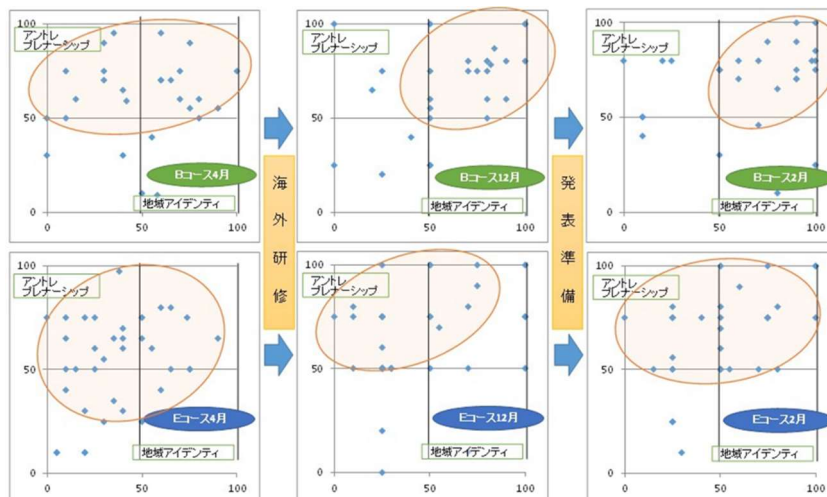 アントレ
プレナーシップ
100
50
0
0
50
100
Bコース4月
地域アイデンティ
海外研修
アントレ
プレナーシップ
100
50
0
0
50
100
Bコース12月
地域アイデンティ
発表準備
アントレ
プレナーシップ
100
50
0
0
50
100
Bコース2月
地域アイデンティ
アントレ
プレナーシップ
100
50
0
0
50
100
Eコース4月
地域アイデンティ
アントレ
プレナーシップ
100
50
0
0
50
100
Eコース12月
地域アイデンティ
アントレ
プレナーシップ
100
50
0
0
50
100
Eコース2月
地域アイデンティ